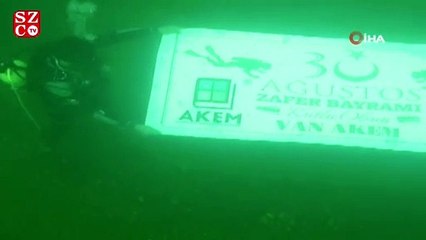 SZC
TV
İHA
30
AĞUSTOS
ZAFER BAYRAMI
VAN AKEM
AKEM